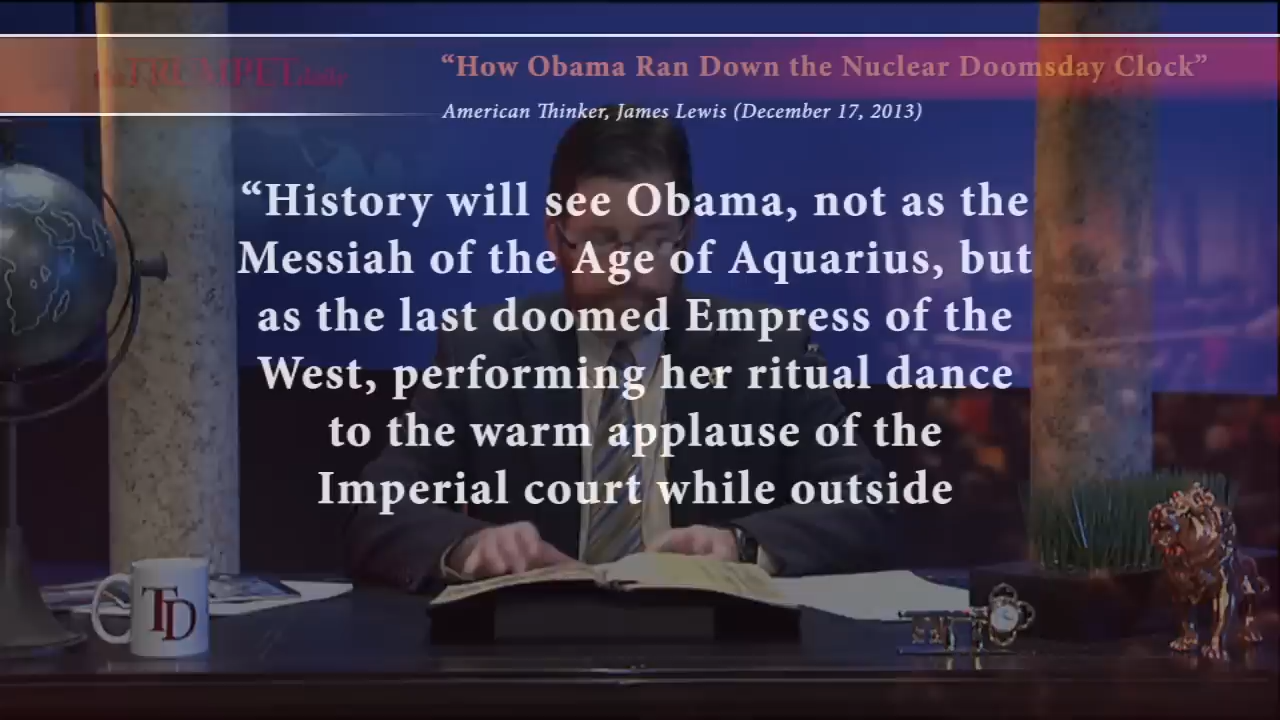 theTRUMPETdaily
“How Obama Ran Down the Nuclear Doomsday Clock”
American Thinker, James Lewis (December 17, 2013)
“History will see Obama, not as the
Messiah of the Age of Aquarius, but
as the last doomed Empress of the
West, performing her ritual dance
to the warm applause of the
Imperial court while outside
TD